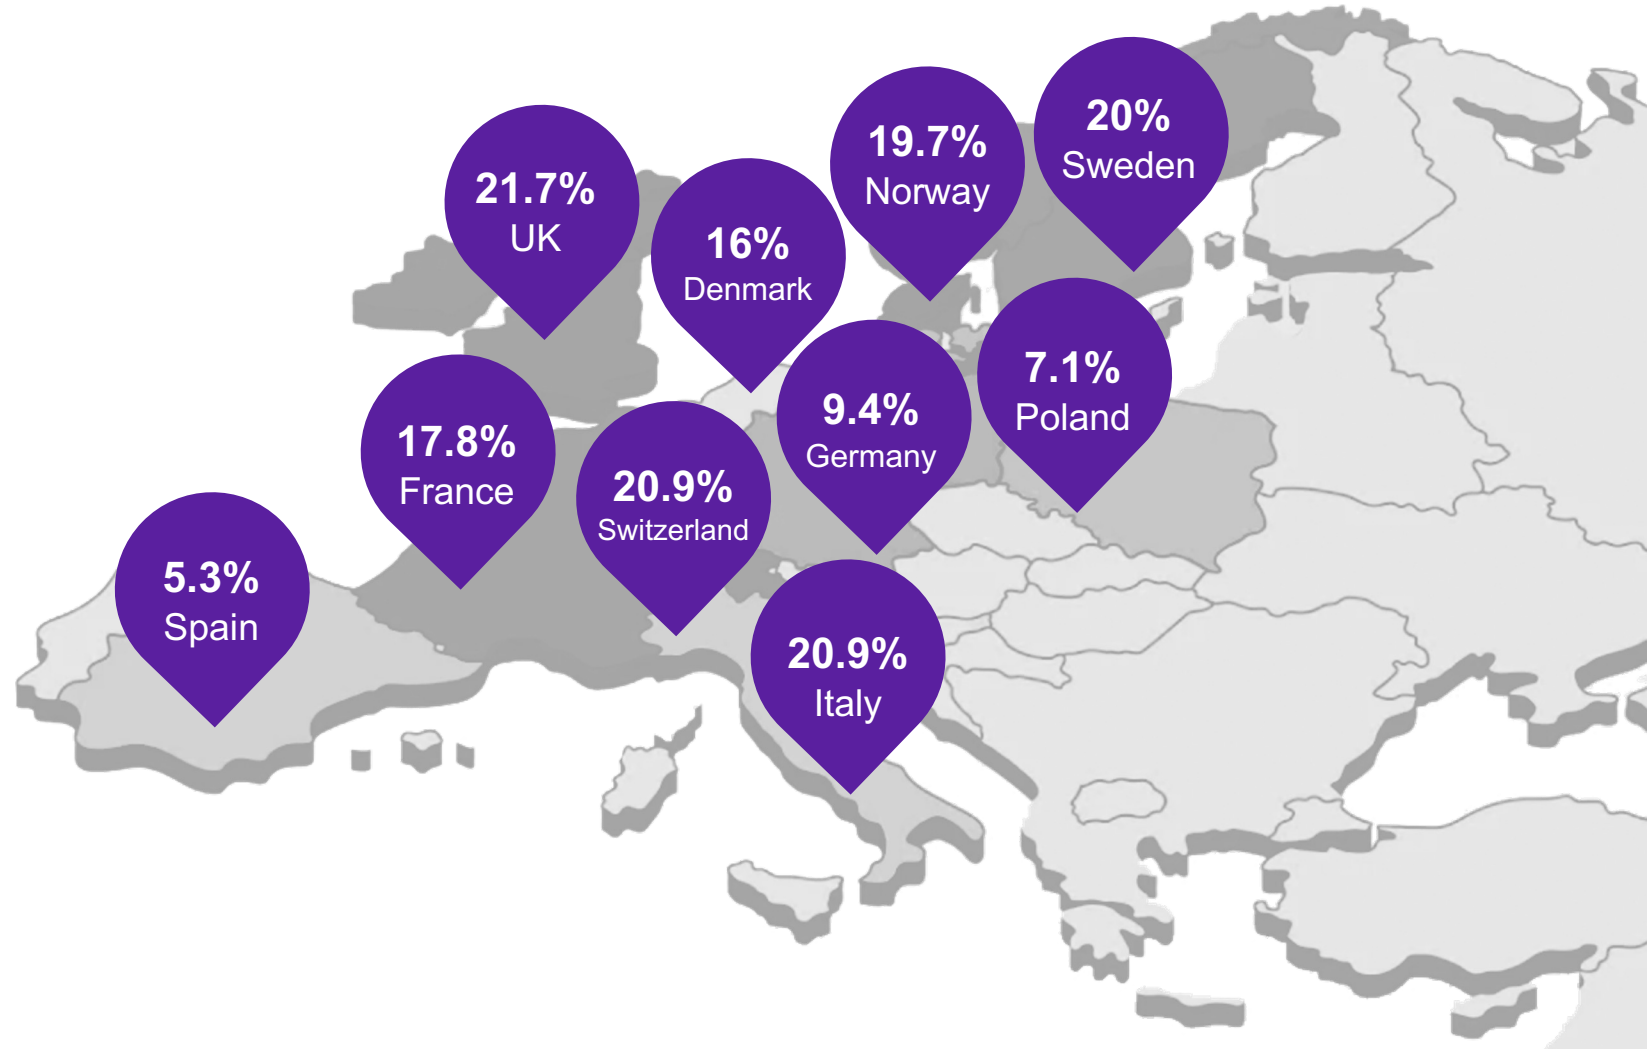 20%
Sweden
19.7%
Norway
21.7%
UK
16%
Denmark
7.1%
Poland
9.4%
Germany
17.8%
France
20.9%
Switzerland
5.3%
Spain
20.9%
Italy